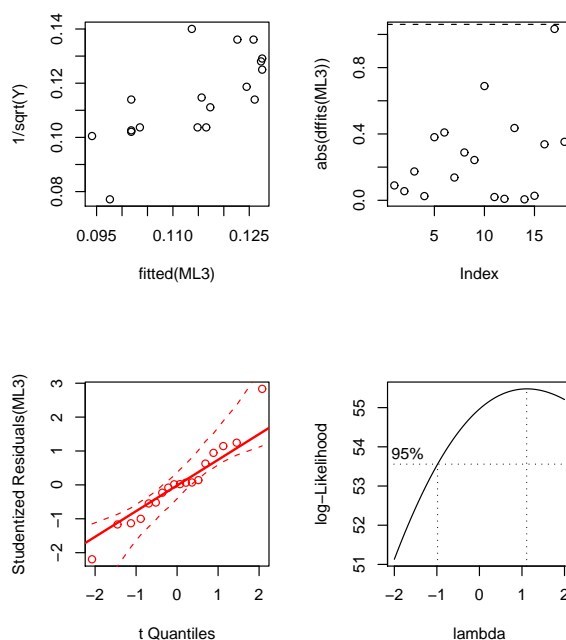 1/sqrt(Y)
0.08 0.10 0.12 0.14
0.095 0.110 0.125
fitted(ML3)
abs(dffits(ML3))
0.0 0.4 0.8
5 10 15
Index
Studentized Residuals(ML3)
−2 −1 0 1 2 3
−2 −1 0 1 2
t Quantiles
log−Likelihood
51 52 53 54 55
95%
−2 −1 0 1 2
lambda